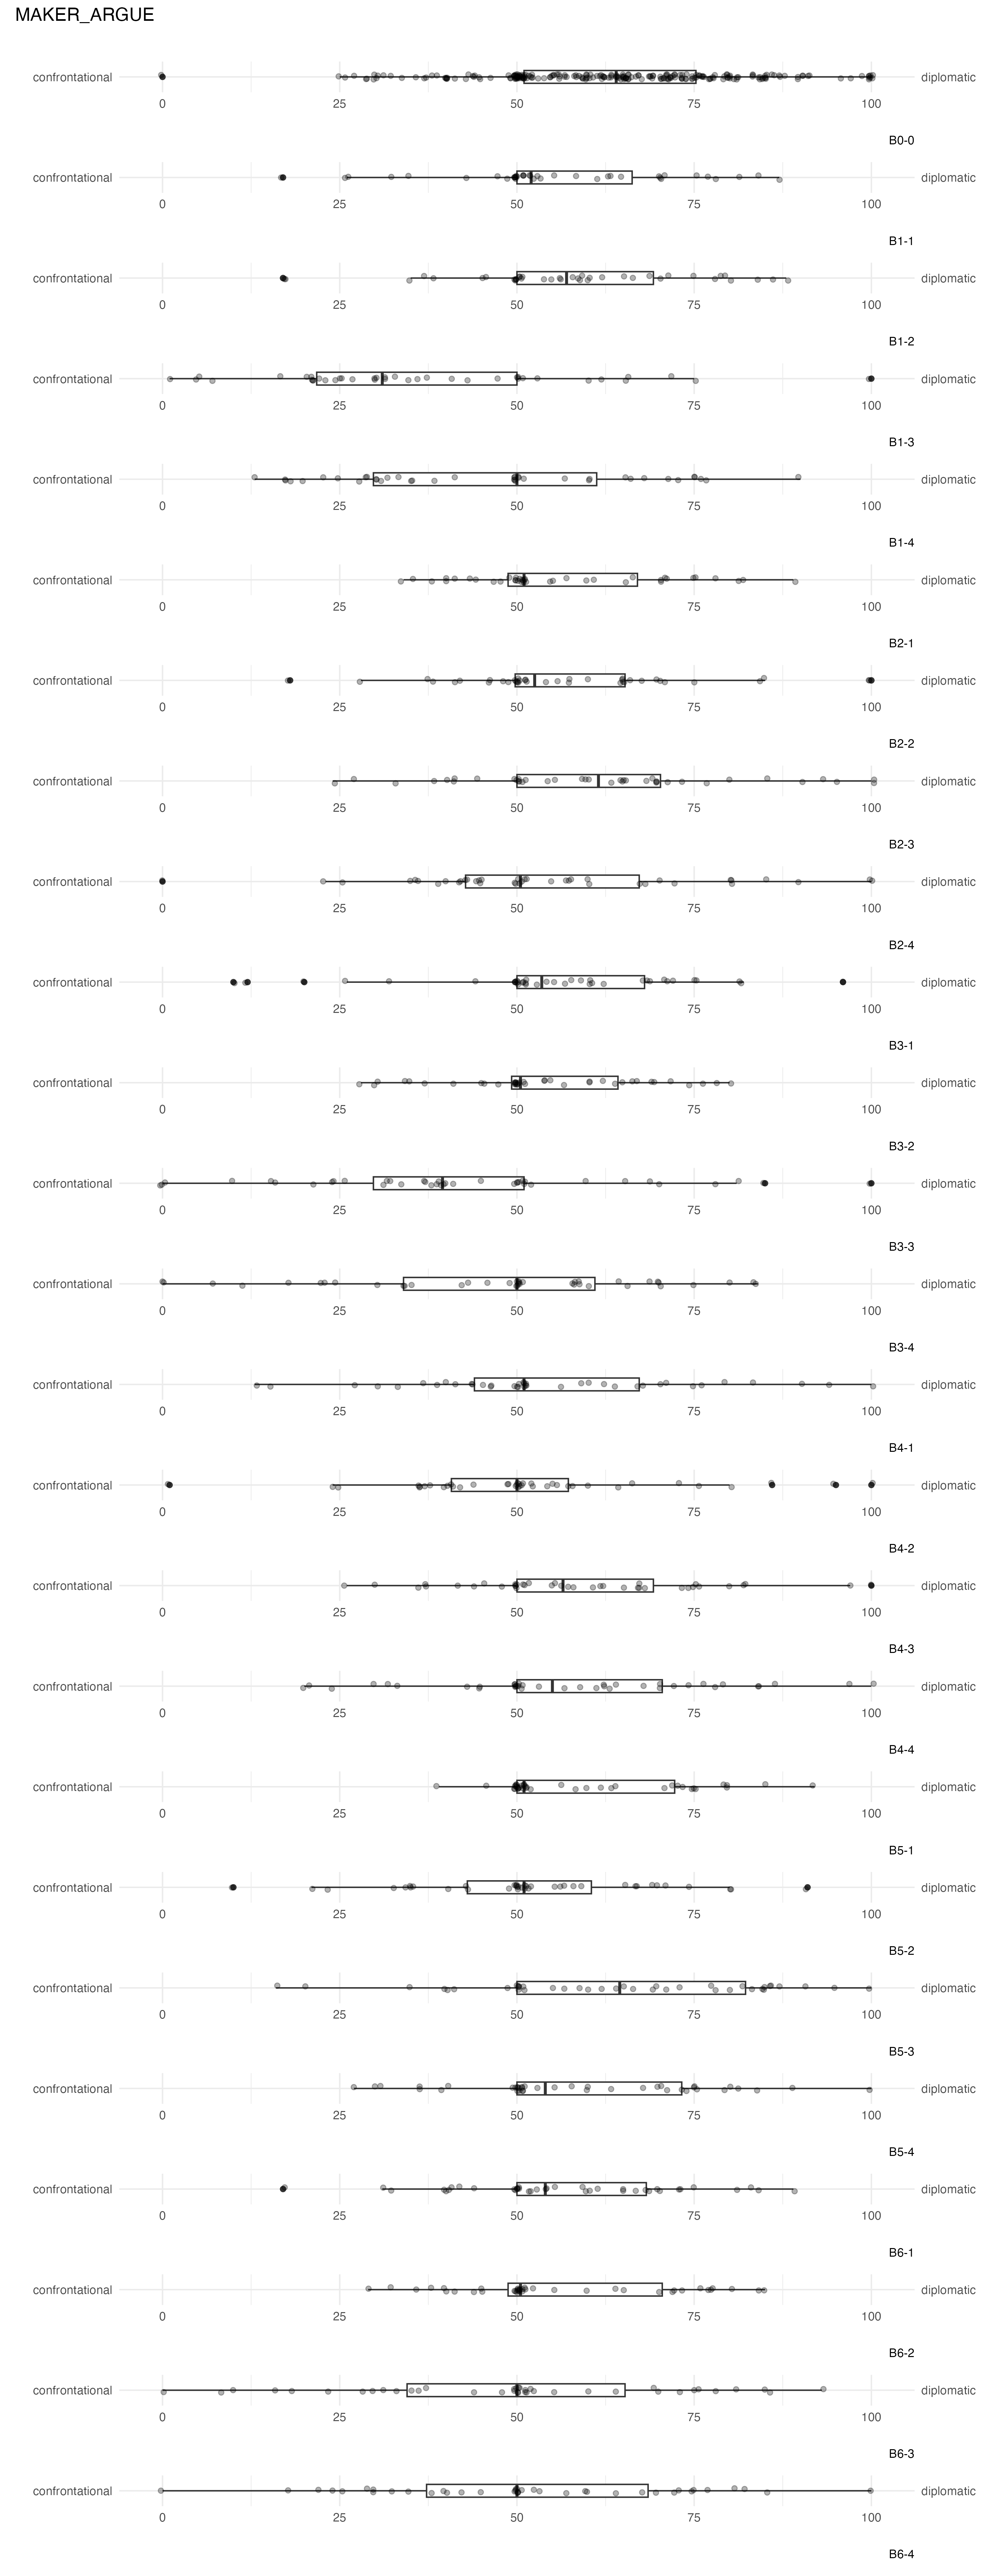 MAKER_ARGUE
confrontational diplomatic
0 25 50 75 100
B0-0
confrontational diplomatic
0 25 50 75 100
B1-1
confrontational diplomatic
0 25 50 75 100
B1-2
confrontational diplomatic
0 25 50 75 100
B1-3
confrontational diplomatic
0 25 50 75 100
B1-4
confrontational diplomatic
0 25 50 75 100
B2-1
confrontational diplomatic
0 25 50 75 100
B2-2
confrontational diplomatic
0 25 50 75 100
B2-3
confrontational diplomatic
0 25 50 75 100
B2-4
confrontational diplomatic
0 25 50 75 100
B3-1
confrontational diplomatic
0 25 50 75 100
B3-2
confrontational diplomatic
0 25 50 75 100
B3-3
confrontational diplomatic
0 25 50 75 100
B3-4
confrontational diplomatic
0 25 50 75 100
B4-1
confrontational diplomatic
0 25 50 75 100
B4-2
confrontational diplomatic
0 25 50 75 100
B4-3
confrontational diplomatic
0 25 50 75 100
B4-4
confrontational diplomatic
0 25 50 75 100
B5-1
confrontational diplomatic
0 25 50 75 100
B5-2
confrontational diplomatic
0 25 50 75 100
B5-3
confrontational diplomatic
0 25 50 75 100
B5-4
confrontational diplomatic
0 25 50 75 100
B6-1
confrontational diplomatic
0 25 50 75 100
B6-2
confrontational diplomatic
0 25 50 75 100
B6-3
confrontational diplomatic
0 25 50 75 100
B6-4